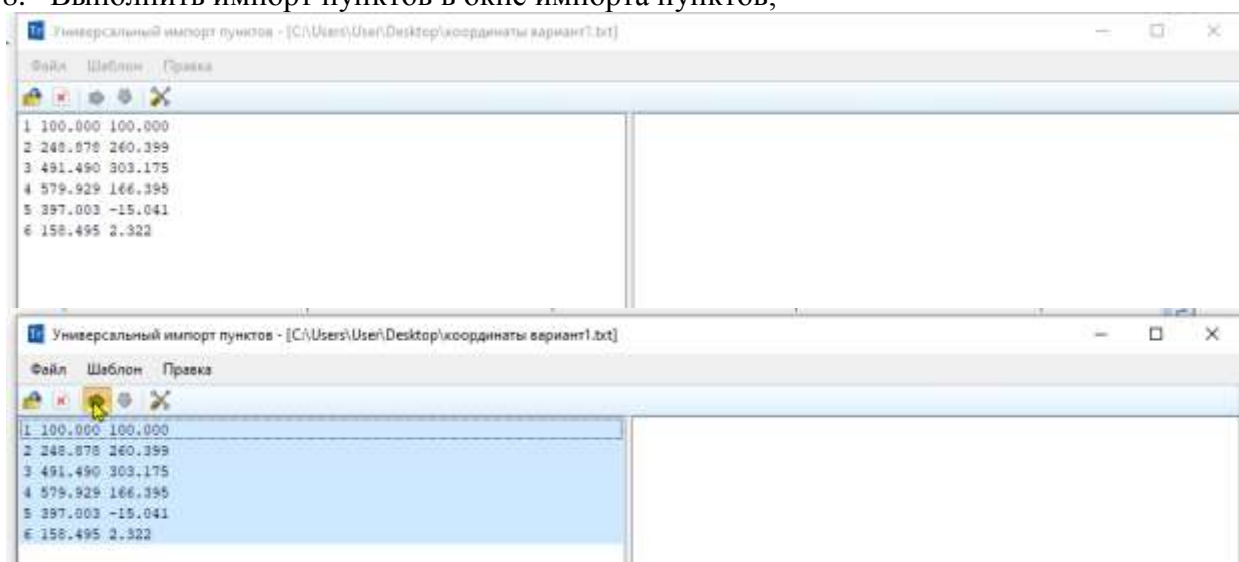 8. Выполнить импорт пунктов в окне импорта пунктов;
Универсальный импорт пунктов - [C:\Users\User\Desktop\координаты вариант1.txt]
Файл Шаблон Правка
1 100.000 100.000
2 248.878 260.399
3 491.490 303.175
4 579.929 166.395
5 397.003 -15.041
6 158.495 2.322
Универсальный импорт пунктов - [C:\Users\User\Desktop\координаты вариант1.txt]
Файл Шаблон Правка
1 100.000 100.000
2 248.878 260.399
3 491.490 303.175
4 579.929 166.395
5 397.003 -15.041
6 158.495 2.322